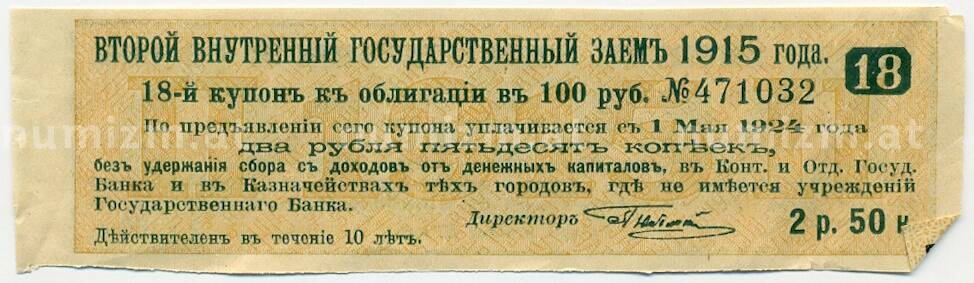 ВТОРОЙ ВНУТРЕННІЙ ГОСУДАРСТВЕННЫЙ ЗАЕМЪ 1915 года.
18
18-й купонъ къ облигаціи въ 100 руб. №471032
По предъявленіи сего купона уплачивается съ 1 Мая 1924 года
два рубля пятьдесятъ копѣекъ,
безъ удержанія сбора съ доходовъ отъ денежныхъ капиталовъ, въ Конт. и Отд. Госуд.
Банка и въ Казначействахъ тѣхъ городовъ, гдѣ не имѣется учрежденій
Государственнаго Банка.
Директоръ
2 р. 50 к
Дѣйствителенъ въ теченіе 10 лѣтъ.
numizm.at